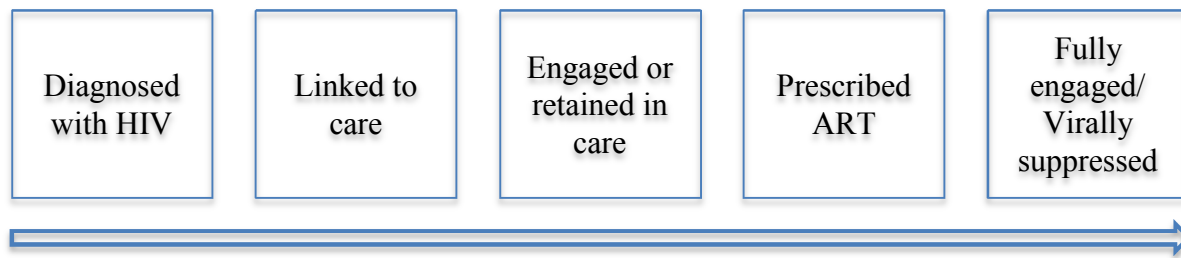 Diagnosed
with HIV
Linked to
care
Engaged or
retained in
care
Prescribed
ART
Fully
engaged/
Virally
suppressed